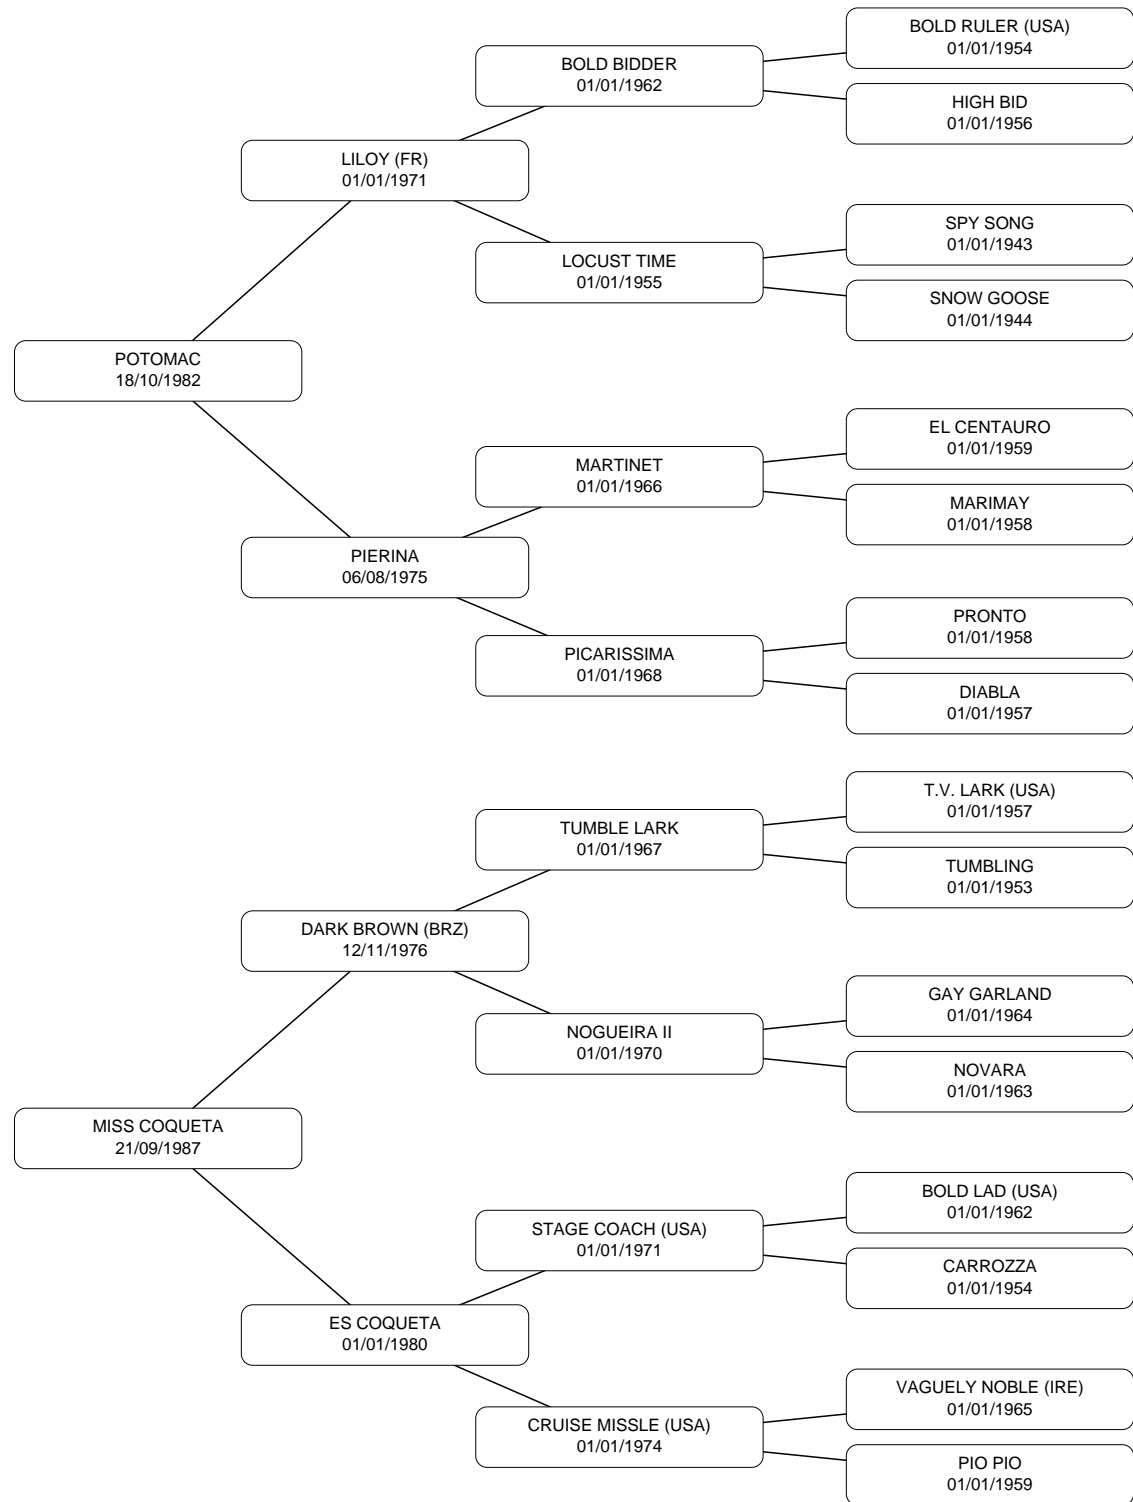 BOLD RULER (USA)
01/01/1954
BOLD BIDDER
01/01/1962
HIGH BID
01/01/1956
LILOY (FR)
01/01/1971
SPY SONG
01/01/1943
LOCUST TIME
01/01/1955
SNOW GOOSE
01/01/1944
POTOMAC
18/10/1982
EL CENTAURO
01/01/1959
MARTINET
01/01/1966
MARIMAY
01/01/1958
PIERINA
06/08/1975
PRONTO
01/01/1958
PICARISSIMA
01/01/1968
DIABLA
01/01/1957
T.V. LARK (USA)
01/01/1957
TUMBLE LARK
01/01/1967
TUMBLING
01/01/1953
DARK BROWN (BRZ)
12/11/1976
GAY GARLAND
01/01/1964
NOGUEIRA II
01/01/1970
NOVARA
01/01/1963
MISS COQUETA
21/09/1987
BOLD LAD (USA)
01/01/1962
STAGE COACH (USA)
01/01/1971
CARROZZA
01/01/1954
ES COQUETA
01/01/1980
VAGUELY NOBLE (IRE)
01/01/1965
CRUISE MISSLE (USA)
01/01/1974
PIO PIO
01/01/1959